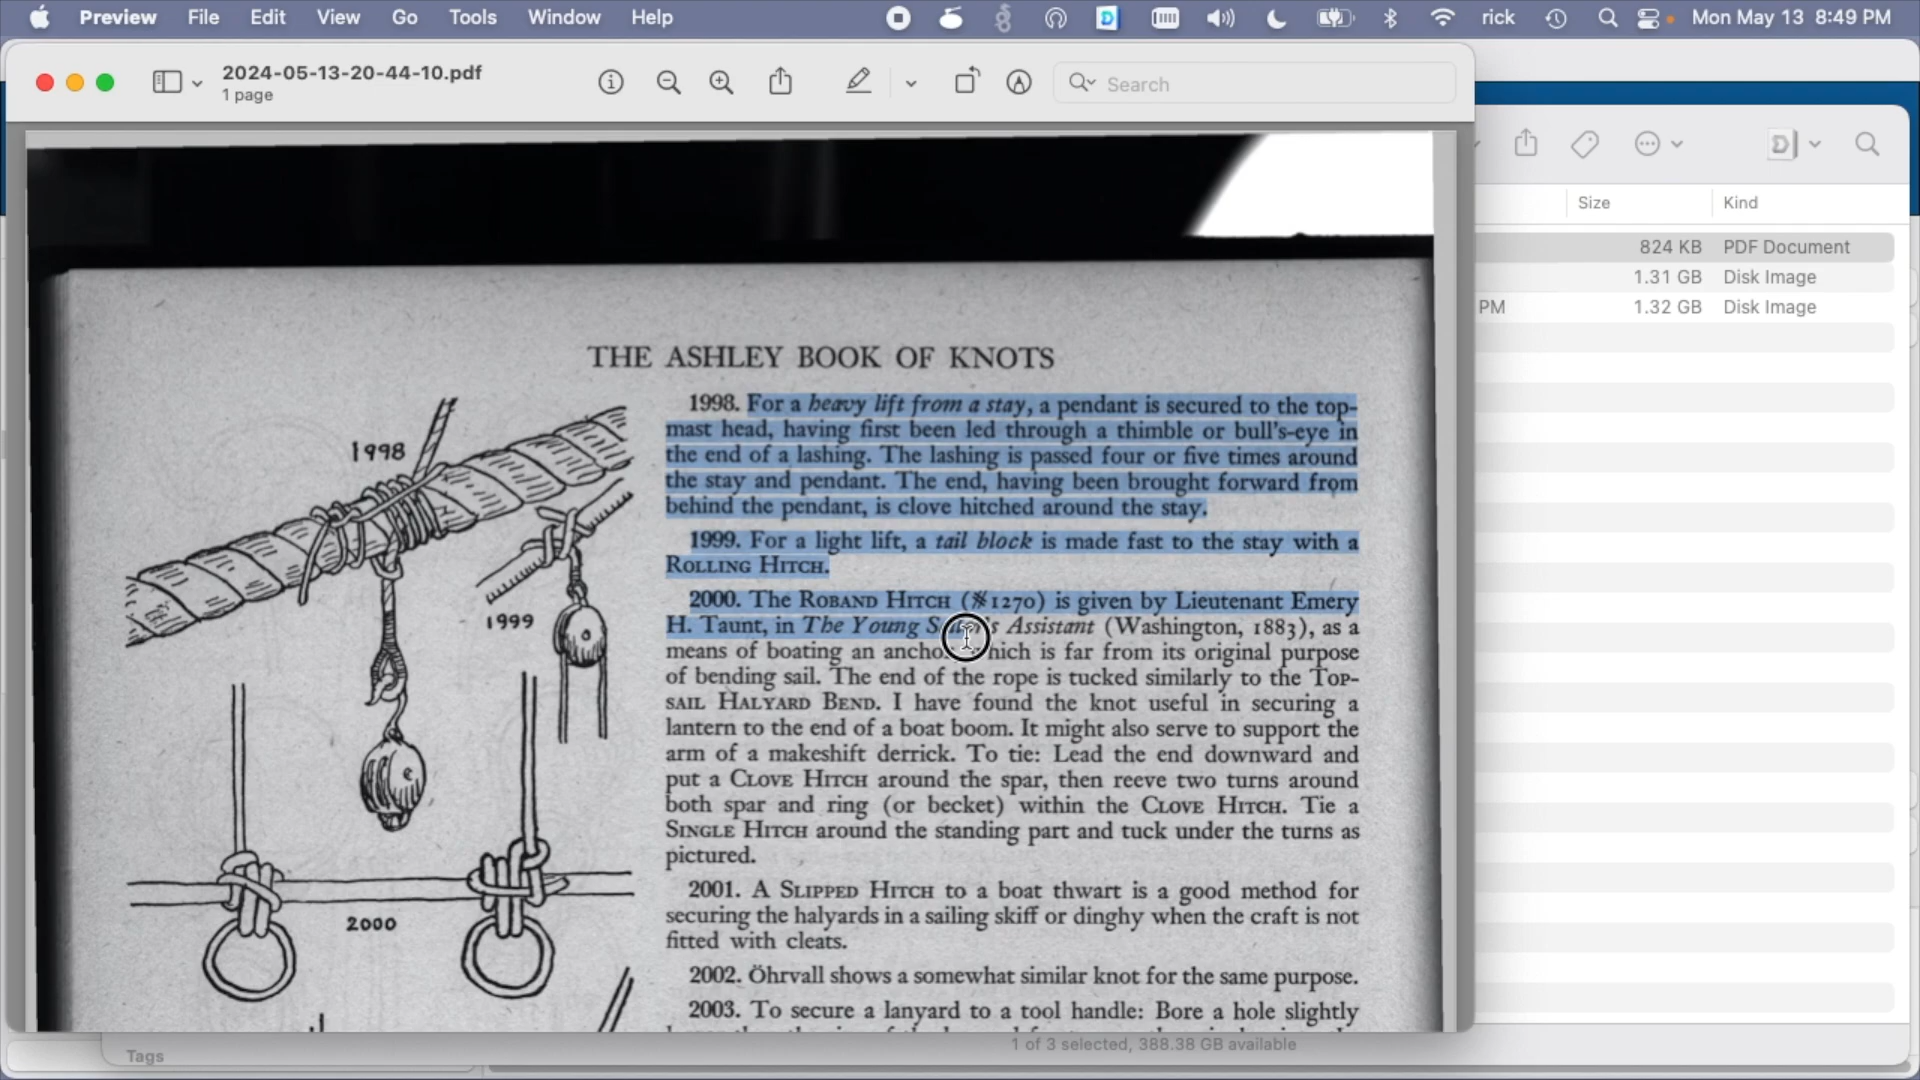 Preview File Edit View Go Tools Window Help rick Mon May 13 8:49 PM
2024-05-13-20-44-10.pdf
1 page
Search
Size Kind
824 KB PDF Document
1.31 GB Disk Image
PM 1.32 GB Disk Image
THE ASHLEY BOOK OF KNOTS
1998
1999
2000
1998. For a heavy lift from a stay, a pendant is secured to the top-
mast head, having first been led through a thimble or bull's-eye in
the end of a lashing. The lashing is passed four or five times around
the stay and pendant. The end, having been brought forward from
behind the pendant, is clove hitched around the stay.
1999. For a light lift, a tail block is made fast to the stay with a
ROLLING HITCH.
2000. The ROBAND HITCH (#1270) is given by Lieutenant Emery
H. Taunt, in The Young Assistant (Washington, 1883), as a
means of boating an which is far from its original purpose
of bending sail. The end of the rope is tucked similarly to the TOP-
SAIL HALYARD BEND. I have found the knot useful in securing a
lantern to the end of a boat boom. It might also serve to support the
arm of a makeshift derrick. To tie: Lead the end downward and
put a CLOVE HITCH around the spar, then reeve two turns around
both spar and ring (or becket) within the CLOVE HITCH. Tie a
SINGLE HITCH around the standing part and tuck under the turns as
pictured.
2001. A SLIPPED HITCH to a boat thwart is a good method for
securing the halyards in a sailing skiff or dinghy when the craft is not
fitted with cleats.
2002. Öhrvall shows a somewhat similar knot for the same purpose.
2003. To secure a lanyard to a tool handle: Bore a hole slightly
1 of 3 selected, 388.38 GB available
Tags